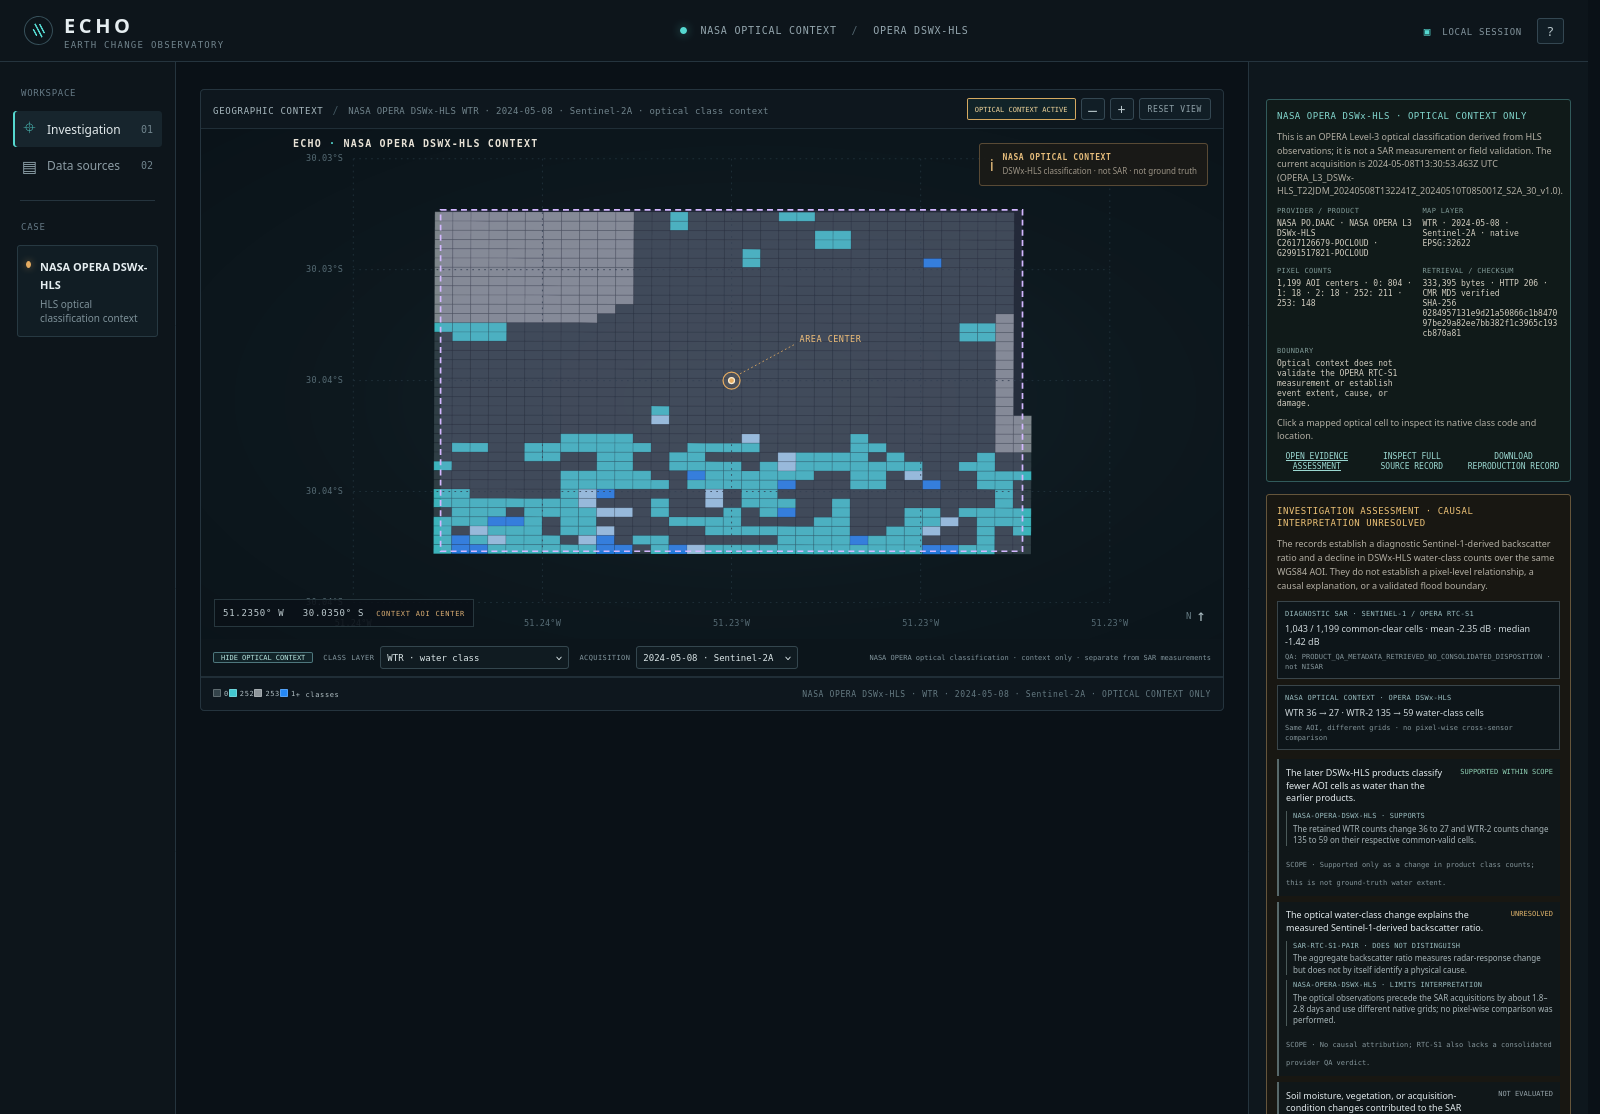 ECHO
EARTH CHANGE OBSERVATORY
NASA OPTICAL CONTEXT / OPERA DSWX-HLS
LOCAL SESSION ?
WORKSPACE
Investigation 01
Data sources 02
CASE
NASA OPERA DSWx-
HLS
HLS optical
classification context
GEOGRAPHIC CONTEXT / NASA OPERA DSWx-HLS WTR · 2024-05-08 · Sentinel-2A · optical class context
OPTICAL CONTEXT ACTIVE
—
+
RESET VIEW
ECHO · NASA OPERA DSWX-HLS CONTEXT
i NASA OPTICAL CONTEXT
DSWx-HLS classification · not SAR · not ground truth
30.03°S
30.03°S
30.04°S
30.04°S
AREA CENTER
51.2350° W 30.0350° S CONTEXT AOI CENTER
51.24°W
51.23°W
51.23°W
51.23°W
N ↑
HIDE OPTICAL CONTEXT
CLASS LAYER
WTR · water class
ACQUISITION
2024-05-08 · Sentinel-2A
NASA OPERA optical classification · context only · separate from SAR measurements
0 252 253 1+ classes
NASA OPERA DSWx-HLS · WTR · 2024-05-08 · Sentinel-2A · OPTICAL CONTEXT ONLY
NASA OPERA DSWx-HLS · OPTICAL CONTEXT ONLY
This is an OPERA Level-3 optical classification derived from HLS
observations; it is not a SAR measurement or field validation. The
current acquisition is 2024-05-08T13:30:53.463Z UTC
(OPERA_L3_DSWx-
HLS_T22JDM_20240508T132241Z_20240510T085001Z_S2A_30_v1.0).
PROVIDER / PRODUCT
NASA PO.DAAC · NASA OPERA L3
DSWx-HLS
C2617126679-POCLOUD ·
G2991517821-POCLOUD
MAP LAYER
WTR · 2024-05-08 ·
Sentinel-2A · native
EPSG:32622
PIXEL COUNTS
1,199 AOI centers · 0: 804 ·
1: 18 · 2: 18 · 252: 211 ·
253: 148
RETRIEVAL / CHECKSUM
333,395 bytes · HTTP 206 ·
CMR MD5 verified
SHA-256
0284957131e9d21a50866c1b8470
97be29a82ee7bb382f1c3965c193
cb870a81
BOUNDARY
Optical context does not
validate the OPERA RTC-S1
measurement or establish
event extent, cause, or
damage.
Click a mapped optical cell to inspect its native class code and
location.
OPEN EVIDENCE
ASSESSMENT
INSPECT FULL
SOURCE RECORD
DOWNLOAD
REPRODUCTION RECORD
INVESTIGATION ASSESSMENT · CAUSAL
INTERPRETATION UNRESOLVED
The records establish a diagnostic Sentinel-1-derived backscatter
ratio and a decline in DSWx-HLS water-class counts over the same
WGS84 AOI. They do not establish a pixel-level relationship, a
causal explanation, or a validated flood boundary.
DIAGNOSTIC SAR · SENTINEL-1 / OPERA RTC-S1
1,043 / 1,199 common-clear cells · mean -2.35 dB · median
-1.42 dB
QA: PRODUCT_QA_METADATA_RETRIEVED_NO_CONSOLIDATED_DISPOSITION ·
not NISAR
NASA OPTICAL CONTEXT · OPERA DSWx-HLS
WTR 36 → 27 · WTR-2 135 → 59 water-class cells
Same AOI, different grids · no pixel-wise cross-sensor
comparison
The later DSWx-HLS products classify
fewer AOI cells as water than the
earlier products.
SUPPORTED WITHIN SCOPE
NASA-OPERA-DSWX-HLS · SUPPORTS
The retained WTR counts change 36 to 27 and WTR-2 counts change
135 to 59 on their respective common-valid cells.
SCOPE · Supported only as a change in product class counts;
this is not ground-truth water extent.
The optical water-class change explains the
measured Sentinel-1-derived backscatter ratio.
UNRESOLVED
SAR-RTC-S1-PAIR · DOES NOT DISTINGUISH
The aggregate backscatter ratio measures radar-response change
but does not by itself identify a physical cause.
NASA-OPERA-DSWX-HLS · LIMITS INTERPRETATION
The optical observations precede the SAR acquisitions by about 1.8–
2.8 days and use different native grids; no pixel-wise comparison was
performed.
SCOPE · No causal attribution; RTC-S1 also lacks a consolidated
provider QA verdict.
Soil moisture, vegetation, or acquisition-
condition changes contributed to the SAR
NOT EVALUATED